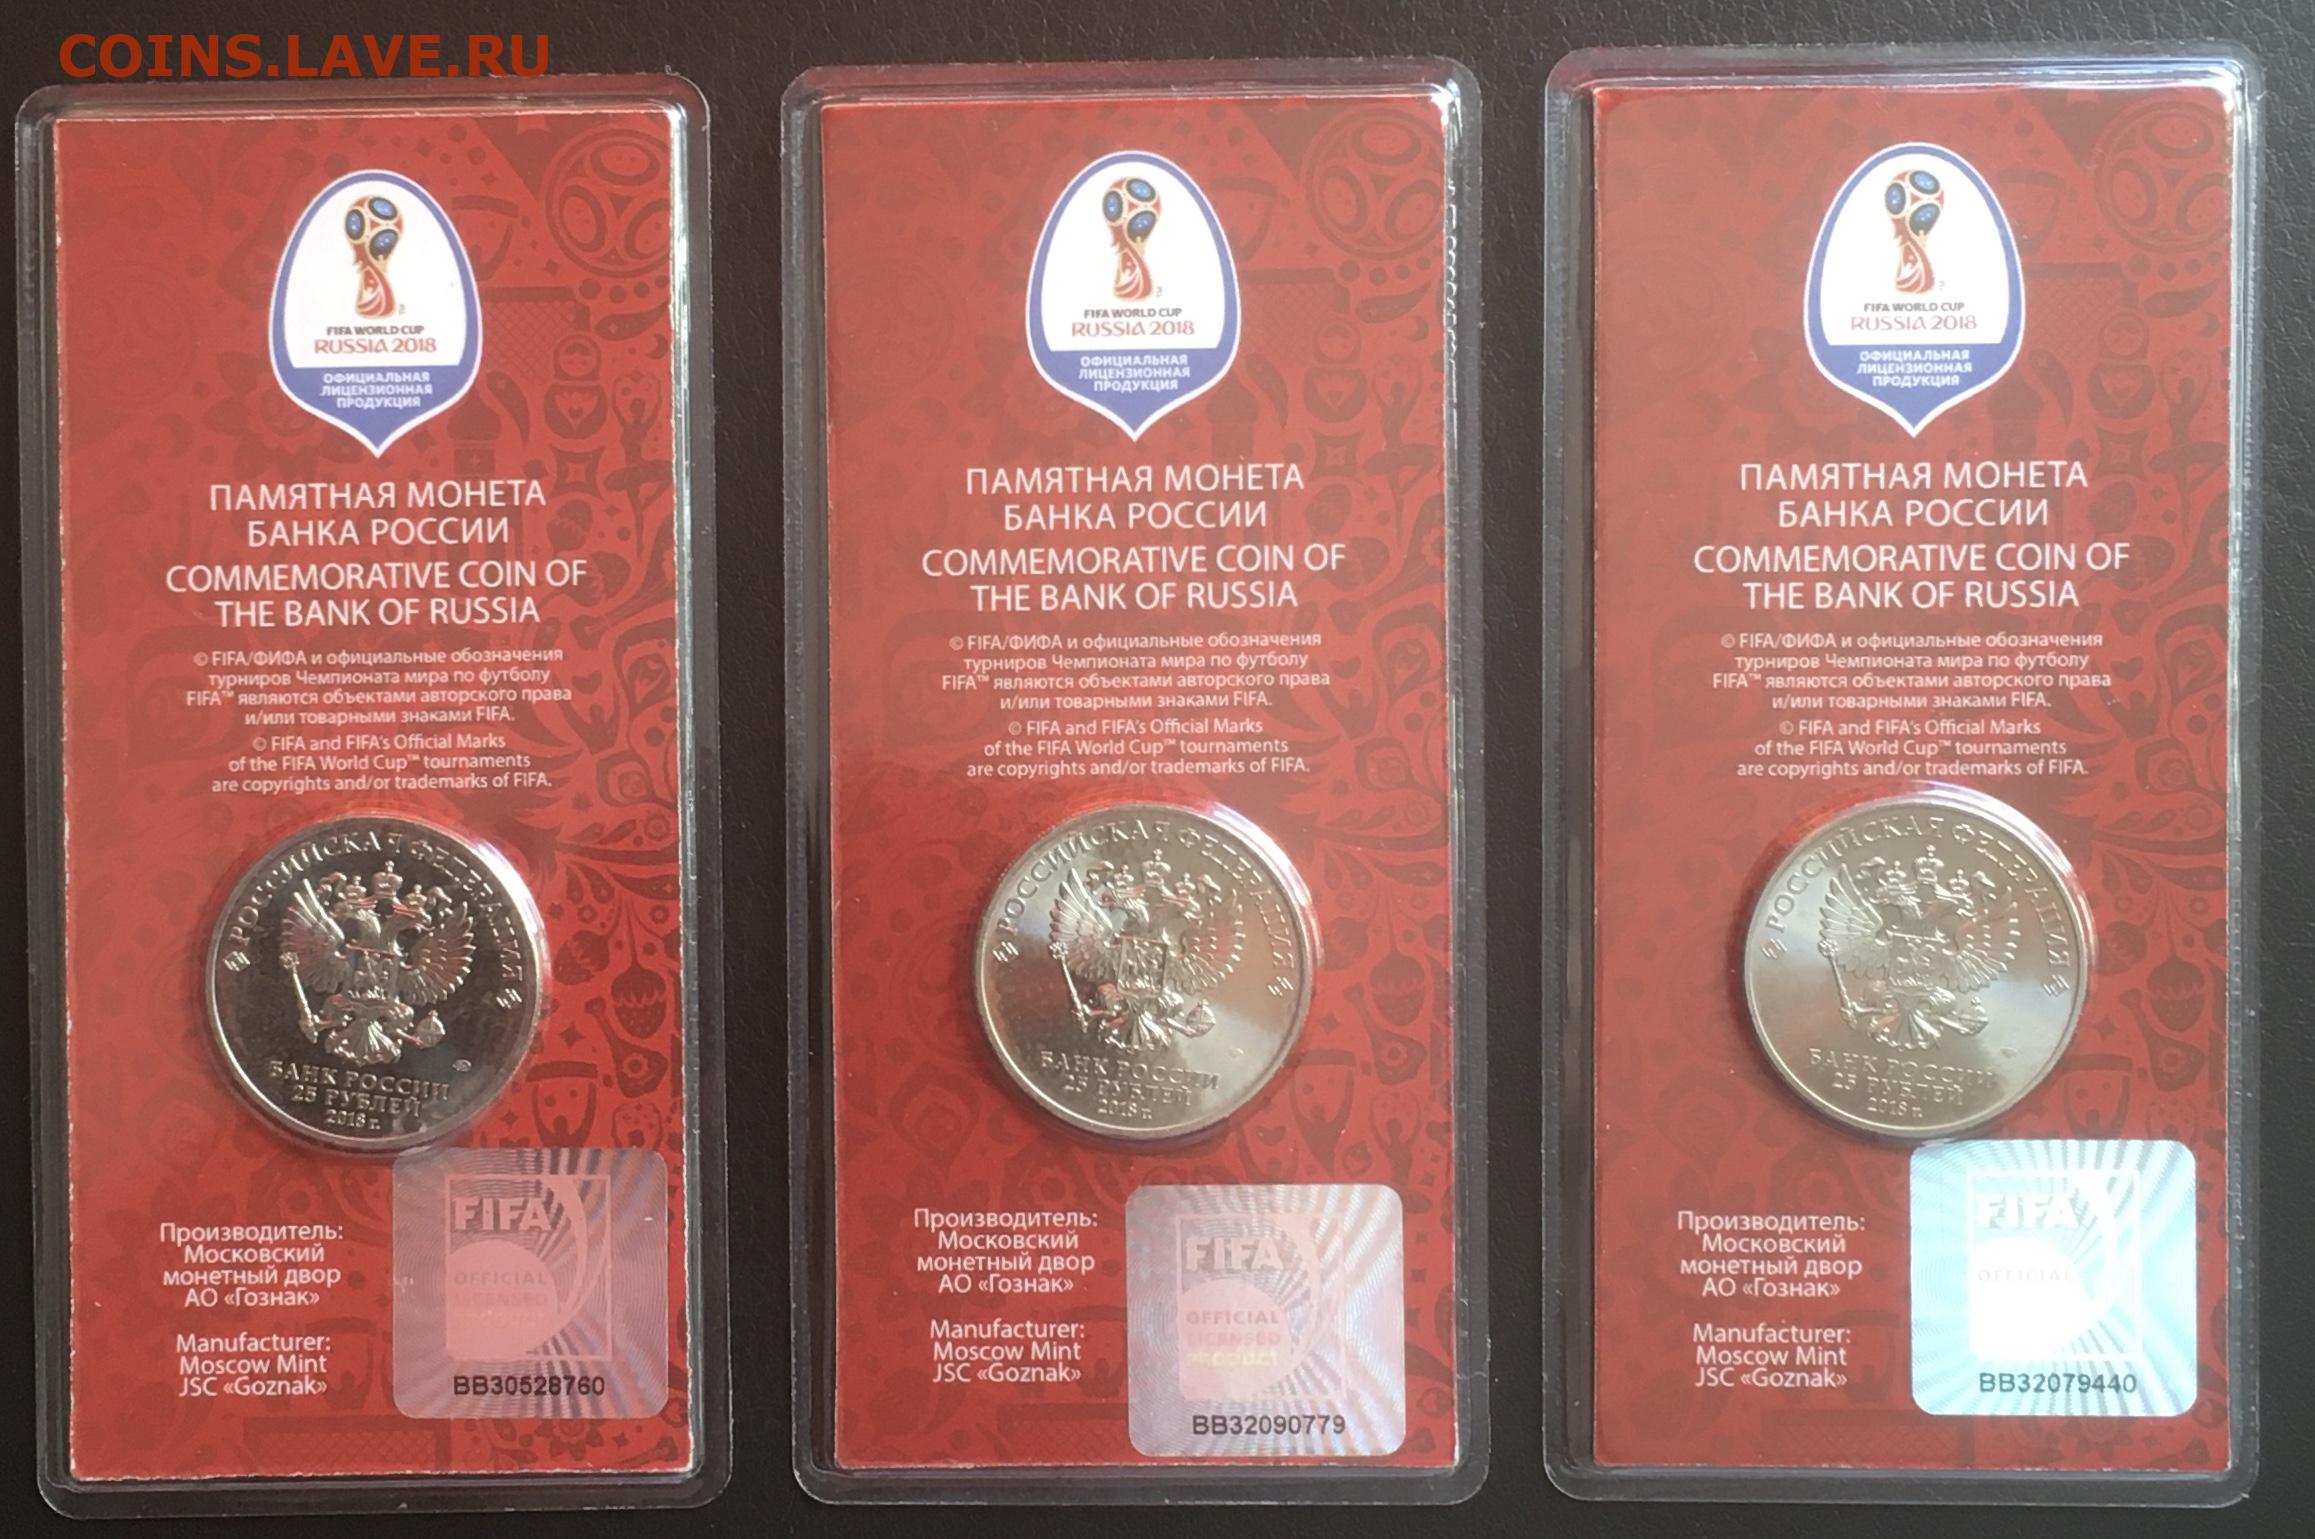 COINS.LAVE.RU
FIFA WORLD CUP
RUSSIA 2018
ОФИЦИАЛЬНАЯ
ЛИЦЕНЗИОННАЯ
ПРОДУКЦИЯ
ПАМЯТНАЯ МОНЕТА
БАНКА РОССИИ
COMMEMORATIVE COIN OF
THE BANK OF RUSSIA
© FIFA/ФИФА и официальные обозначения
турниров Чемпионата мира по футболу
FIFA™ являются объектами авторского права
и/или товарными знаками FIFA.
© FIFA and FIFA's Official Marks
of the FIFA World Cup™ tournaments
are copyrights and/or trademarks of FIFA.
РОССИЙСКАЯ ФЕДЕРАЦИЯ
БАНК РОССИИ
25 РУБЛЕЙ
2018 г.
Производитель:
Московский
монетный двор
АО «Гознак»
Manufacturer:
Moscow Mint
JSC «Goznak»
FIFA
OFFICIAL
LICENSED
BB30528760
FIFA WORLD CUP
RUSSIA 2018
ОФИЦИАЛЬНАЯ
ЛИЦЕНЗИОННАЯ
ПРОДУКЦИЯ
ПАМЯТНАЯ МОНЕТА
БАНКА РОССИИ
COMMEMORATIVE COIN OF
THE BANK OF RUSSIA
© FIFA/ФИФА и официальные обозначения
турниров Чемпионата мира по футболу
FIFA™ являются объектами авторского права
и/или товарными знаками FIFA.
© FIFA and FIFA's Official Marks
of the FIFA World Cup™ tournaments
are copyrights and/or trademarks of FIFA.
РОССИЙСКАЯ ФЕДЕРАЦИЯ
БАНК РОССИИ
25 РУБЛЕЙ
2018 г.
Производитель:
Московский
монетный двор
АО «Гознак»
Manufacturer:
Moscow Mint
JSC «Goznak»
FIFA
OFFICIAL
LICENSED
PRODUCT
BB32090779
FIFA WORLD CUP
RUSSIA 2018
ОФИЦИАЛЬНАЯ
ЛИЦЕНЗИОННАЯ
ПРОДУКЦИЯ
ПАМЯТНАЯ МОНЕТА
БАНКА РОССИИ
COMMEMORATIVE COIN OF
THE BANK OF RUSSIA
© FIFA/ФИФА и официальные обозначения
турниров Чемпионата мира по футболу
FIFA™ являются объектами авторского права
и/или товарными знаками FIFA.
© FIFA and FIFA's Official Marks
of the FIFA World Cup™ tournaments
are copyrights and/or trademarks of FIFA.
РОССИЙСКАЯ ФЕДЕРАЦИЯ
БАНК РОССИИ
25 РУБЛЕЙ
2018 г.
Производитель:
Московский
монетный двор
АО «Гознак»
Manufacturer:
Moscow Mint
JSC «Goznak»
FIFA
OFFICIAL
BB32079440